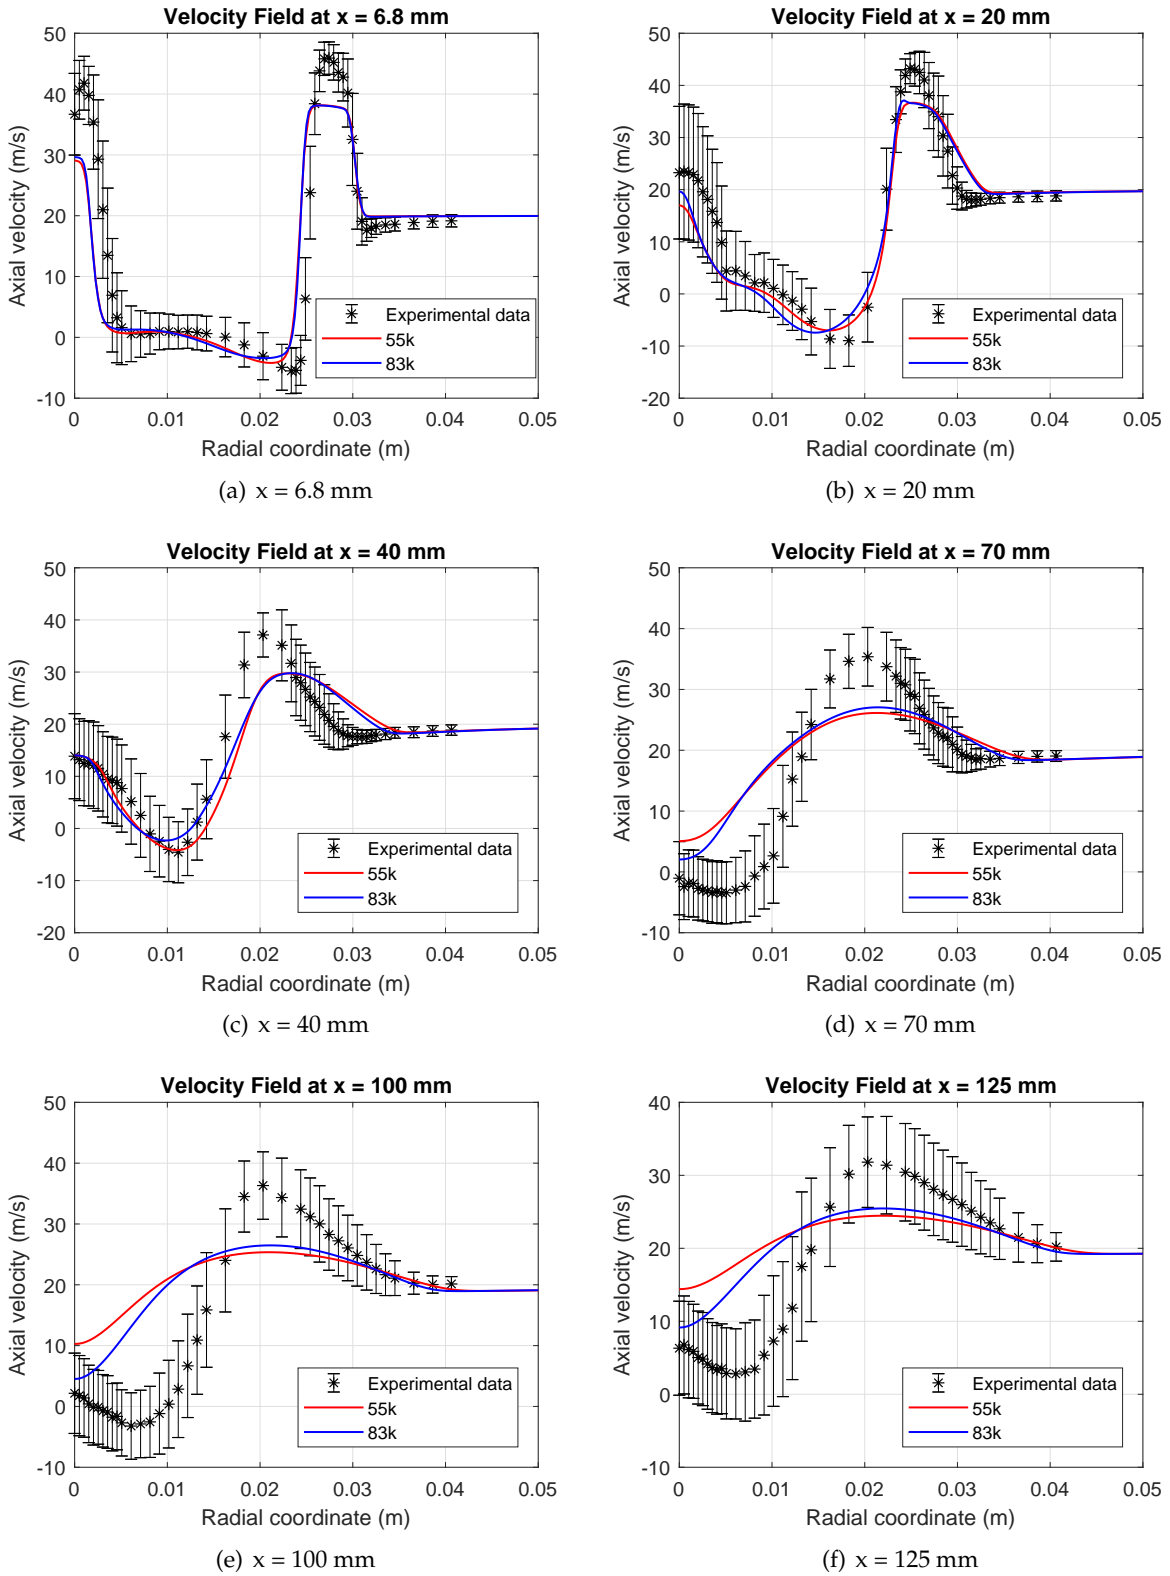 Velocity Field at x = 6.8 mm
50
40
30
20
10
0
-10
Axial velocity (m/s)
Experimental data
55k
83k
0 0.01 0.02 0.03 0.04 0.05
Radial coordinate (m)
(a) x = 6.8 mm
Velocity Field at x = 20 mm
50
40
30
20
10
0
-10
-20
Axial velocity (m/s)
Experimental data
55k
83k
0 0.01 0.02 0.03 0.04 0.05
Radial coordinate (m)
(b) x = 20 mm
Velocity Field at x = 40 mm
50
40
30
20
10
0
-10
-20
Axial velocity (m/s)
Experimental data
55k
83k
0 0.01 0.02 0.03 0.04 0.05
Radial coordinate (m)
(c) x = 40 mm
Velocity Field at x = 70 mm
50
40
30
20
10
0
-10
Axial velocity (m/s)
Experimental data
55k
83k
0 0.01 0.02 0.03 0.04 0.05
Radial coordinate (m)
(d) x = 70 mm
Velocity Field at x = 100 mm
50
40
30
20
10
0
-10
Axial velocity (m/s)
Experimental data
55k
83k
0 0.01 0.02 0.03 0.04 0.05
Radial coordinate (m)
(e) x = 100 mm
Velocity Field at x = 125 mm
40
30
20
10
0
-10
Axial velocity (m/s)
Experimental data
55k
83k
0 0.01 0.02 0.03 0.04 0.05
Radial coordinate (m)
(f) x = 125 mm